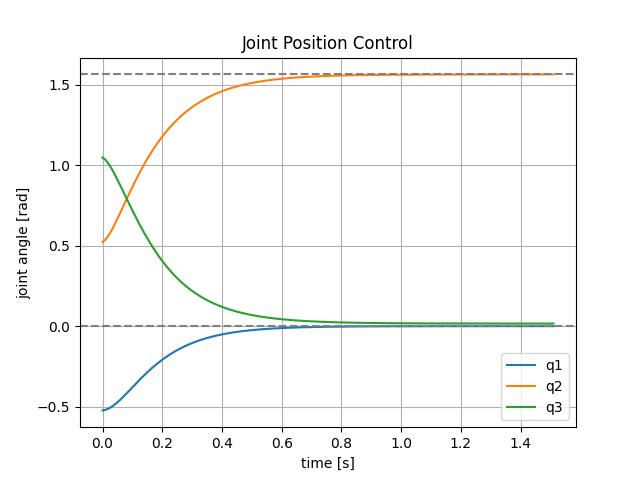 Joint Position Control
joint angle [rad]
1.5
1.0
0.5
0.0
−0.5
0.0 0.2 0.4 0.6 0.8 1.0 1.2 1.4
time [s]
q1
q2
q3